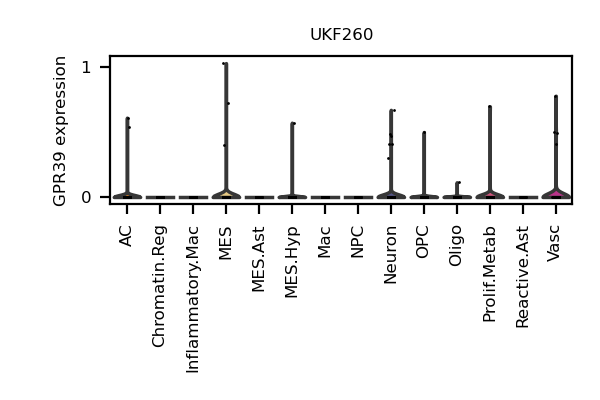 UKF260
GPR39 expression
1
0
AC
Chromatin.Reg
Inflammatory.Mac
MES
MES.Ast
MES.Hyp
Mac
NPC
Neuron
OPC
Oligo
Prolif.Metab
Reactive.Ast
Vasc